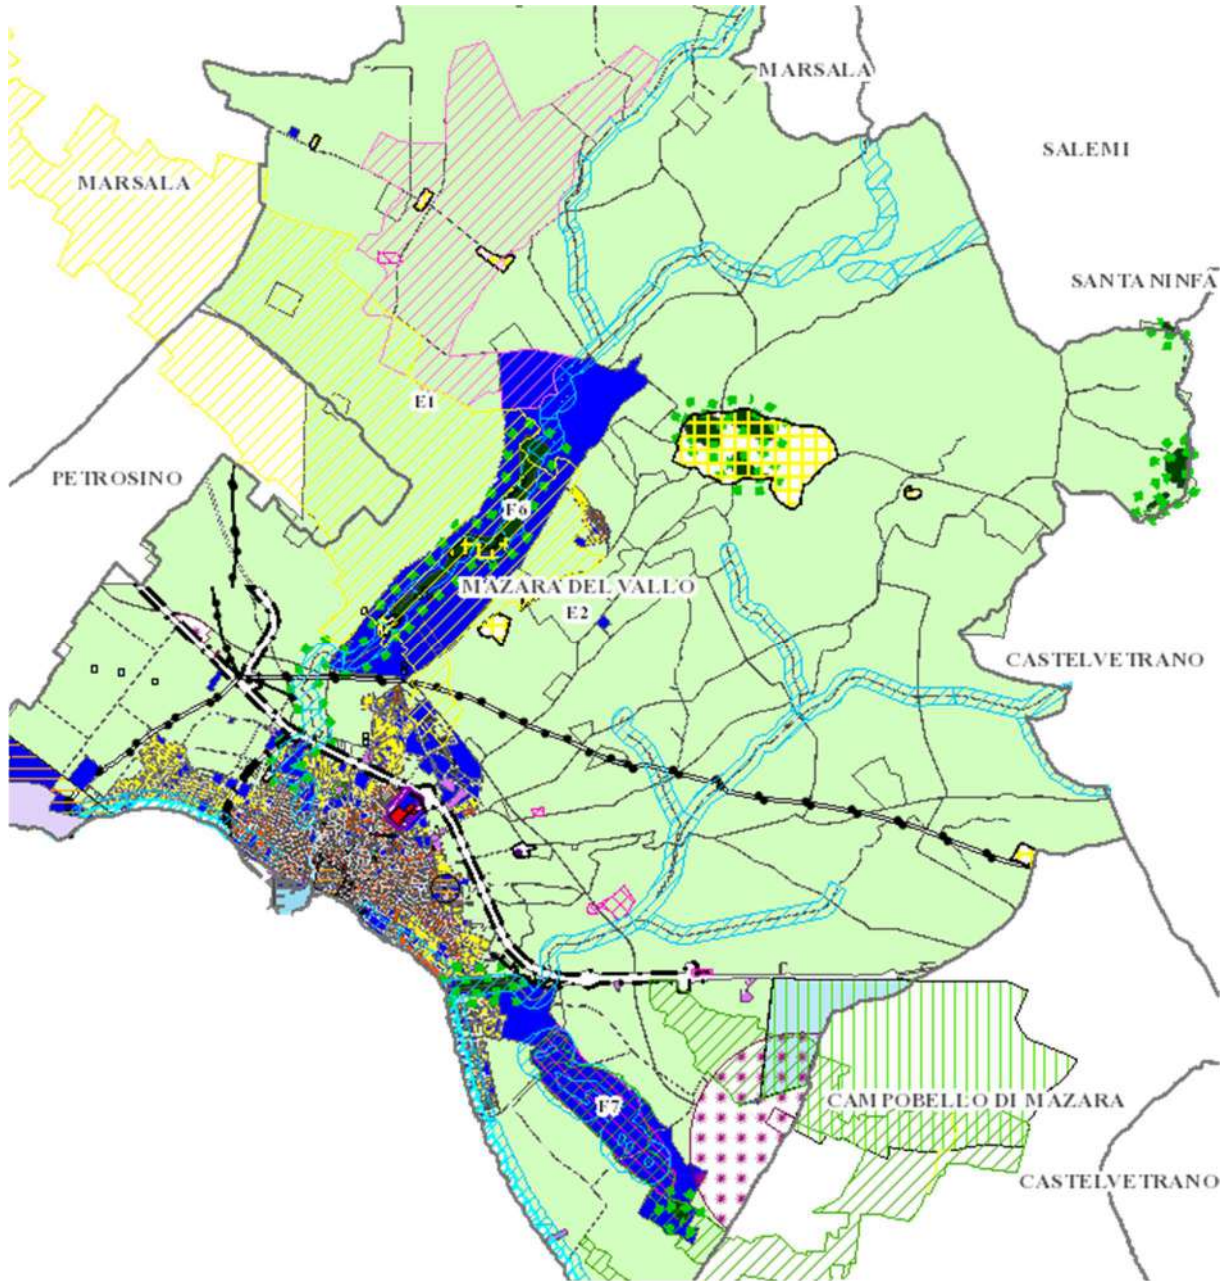 MARSALA
SALEMI
MARSALA
SANTA NINFA
E1
PETROSINO
F6
MAZARA DEL VALLO
E2
CASTELVETRANO
CAMPOBELLO DI MAZARA
F7
CASTELVETRANO